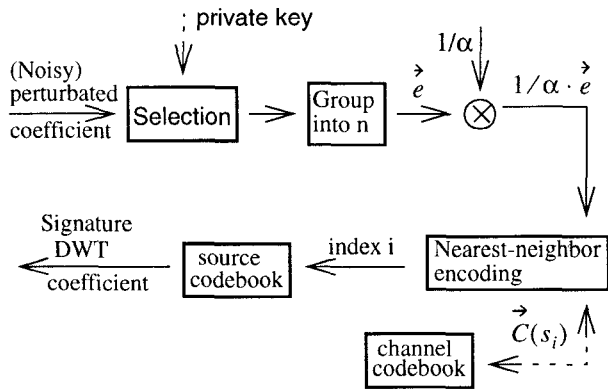 private key
(Noisy)
perturbated
coefficient
Selection
Group
into n
e
1/α
1/α · e
Signature
DWT
coefficient
source
codebook
index i
Nearest-neighbor
encoding
C(sᵢ)
channel
codebook